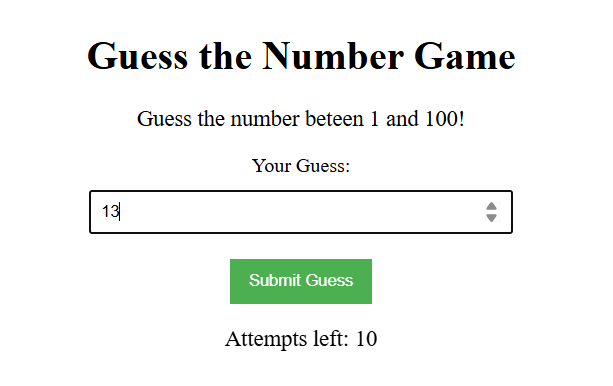 Guess the Number Game
Guess the number beteen 1 and 100!
Your Guess:
13
Submit Guess
Attempts left: 10